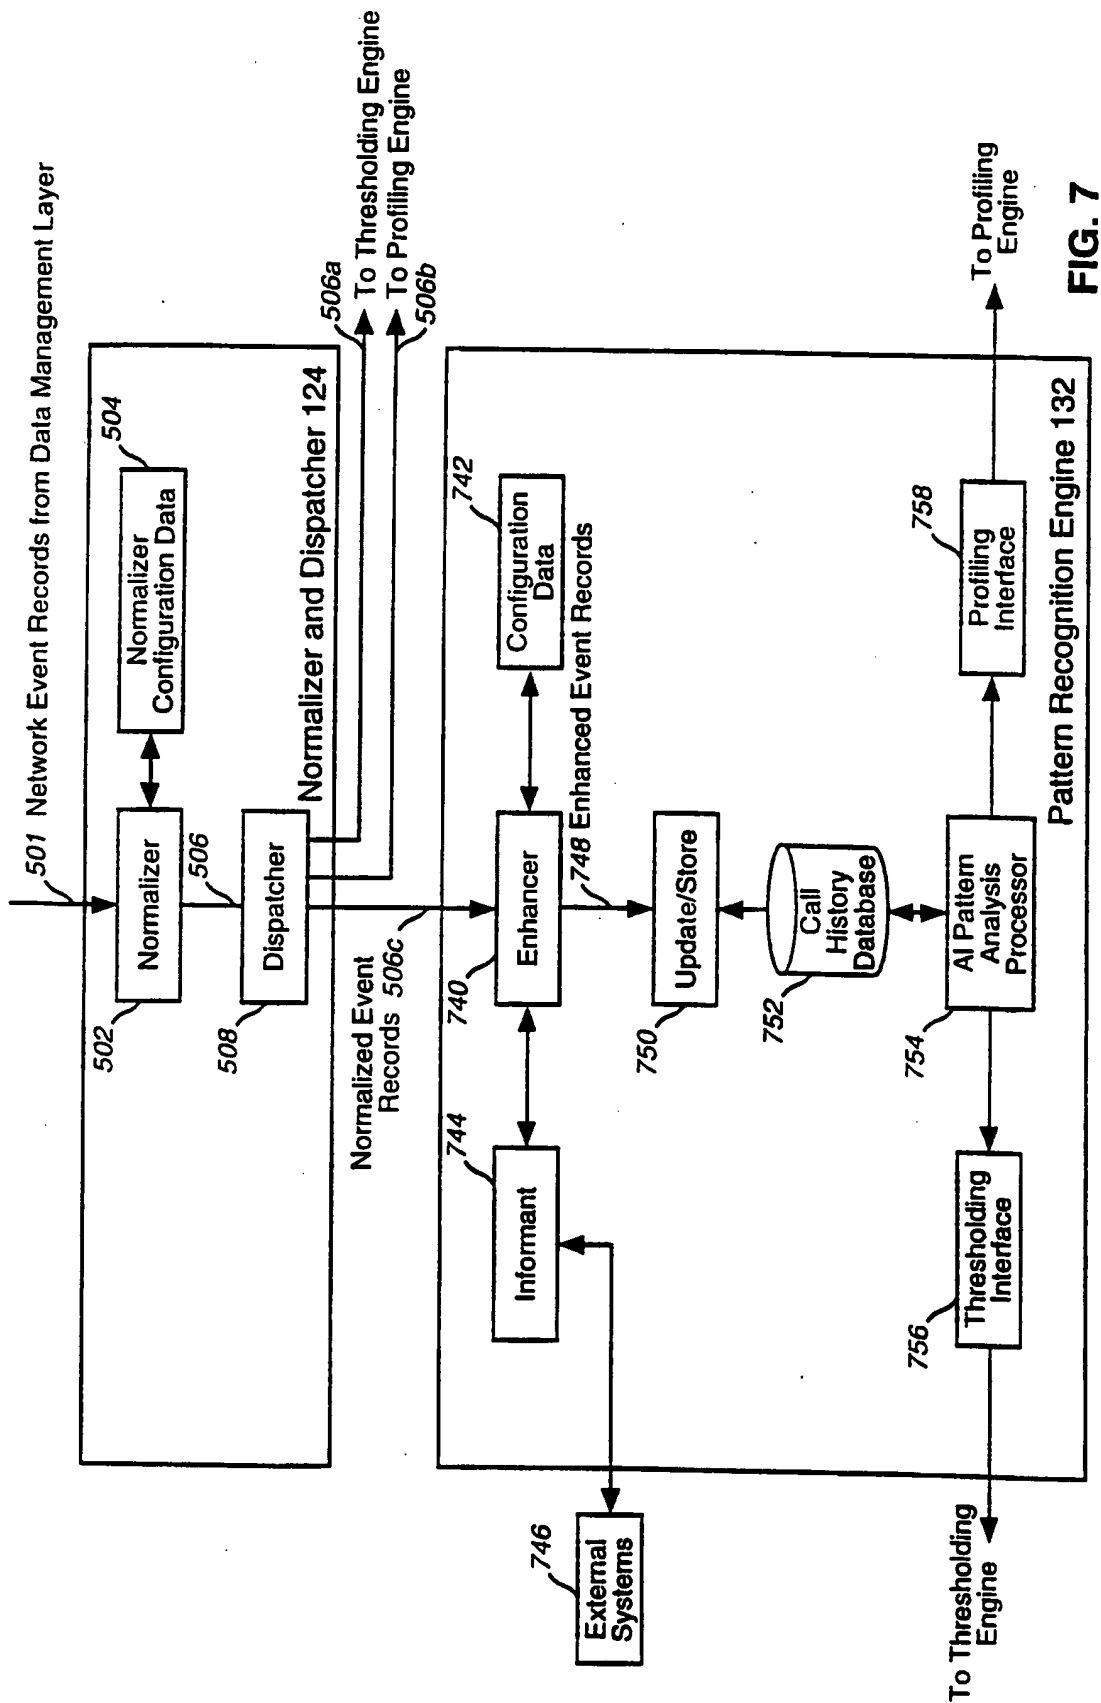 501 Network Event Records from Data Management Layer
Normalizer
502
Normalizer
Configuration Data
504
506
Dispatcher
508
Normalizer and Dispatcher 124
506a
To Thresholding Engine
To Profiling Engine
506b
Normalized Event
Records 506c
Informant
744
Enhancer
740
Configuration
Data
742
748 Enhanced Event Records
External
Systems
746
Update/Store
750
Call
History
Database
752
AI Pattern
Analysis
Processor
754
Thresholding
Interface
756
Profiling
Interface
758
Pattern Recognition Engine 132
To Thresholding
Engine
To Profiling
Engine
FIG. 7